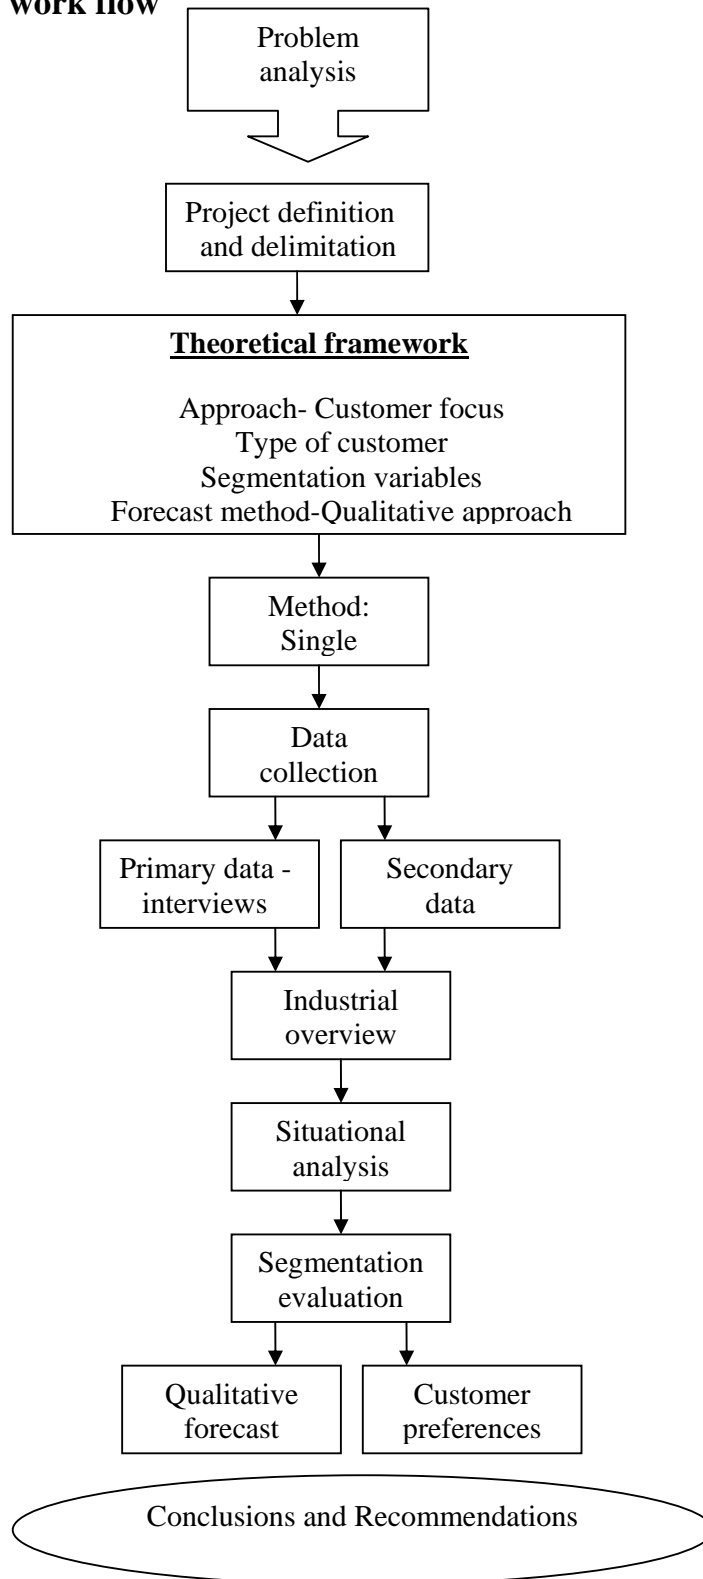 work flow
Problem
analysis
Project definition
and delimitation
Theoretical framework
Approach- Customer focus
Type of customer
Segmentation variables
Forecast method-Qualitative approach
Method:
Single
Data
collection
Primary data -
interviews
Secondary
data
Industrial
overview
Situational
analysis
Segmentation
evaluation
Qualitative
forecast
Customer
preferences
Conclusions and Recommendations